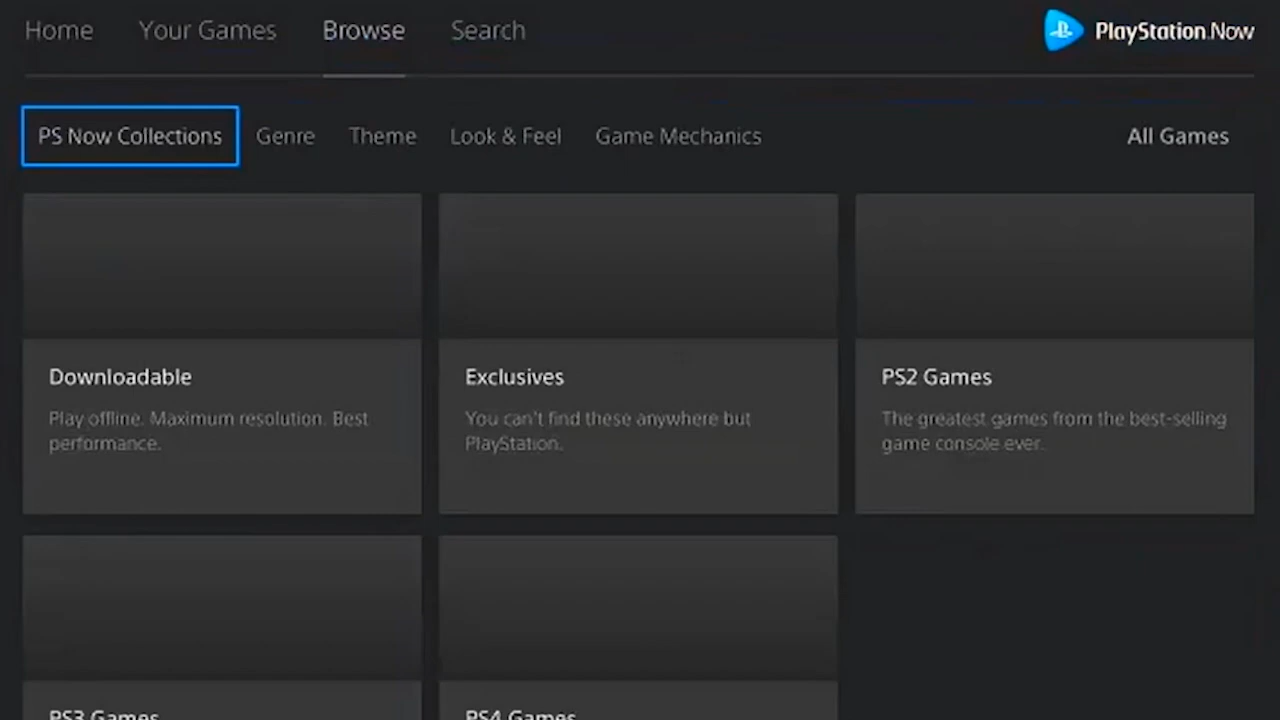 Home Your Games Browse Search PlayStation.Now
PS Now Collections Genre Theme Look & Feel Game Mechanics All Games
Downloadable
Play offline. Maximum resolution. Best
performance.
Exclusives
You can't find these anywhere but
PlayStation.
PS2 Games
The greatest games from the best-selling
game console ever.
PS3 Games
PS4 Games